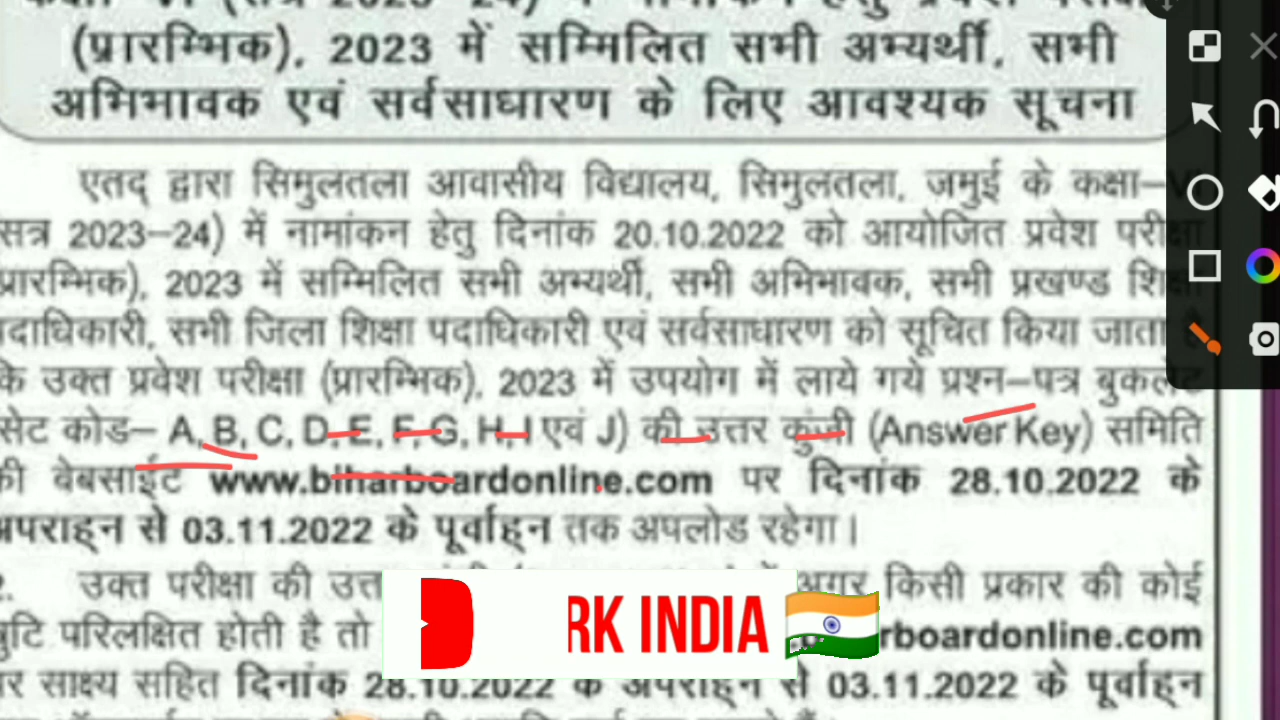 (प्रारम्भिक), 2023 में सम्मिलित सभी अभ्यर्थी, सभी
अभिभावक एवं सर्वसाधारण के लिए आवश्यक सूचना
एतद् द्वारा सिमुलतला आवासीय विद्यालय, सिमुलतला, जमुई के कक्षा–
सत्र 2023–24) में नामांकन हेतु दिनांक 20.10.2022 को आयोजित प्रवेश परीक्षा
प्रारम्भिक), 2023 में सम्मिलित सभी अभ्यर्थी, सभी अभिभावक, सभी प्रखण्ड
पदाधिकारी, सभी जिला शिक्षा पदाधिकारी एवं सर्वसाधारण को सूचित किया जाता है
कि उक्त प्रवेश परीक्षा (प्रारम्भिक), 2023 में उपयोग में लाये गये प्रश्न–पत्र बुकलेट
सेट कोड– A, B, C, D, E, F, G, H, I एवं J) की उत्तर कुंजी (Answer Key) समिति
की वेबसाईट www.biharboardonline.com पर दिनांक 28.10.2022 के
अपराह्न से 03.11.2022 के पूर्वाह्न तक अपलोड रहेगा।
उक्त परीक्षा की अगर किसी प्रकार की कोई
त्रुटि परिलक्षित होती है तो rboardonline.com
पर साक्ष्य सहित दिनांक 28.10.2022 के अपराह्न से 03.11.2022 के पूर्वाह्न
RK INDIA